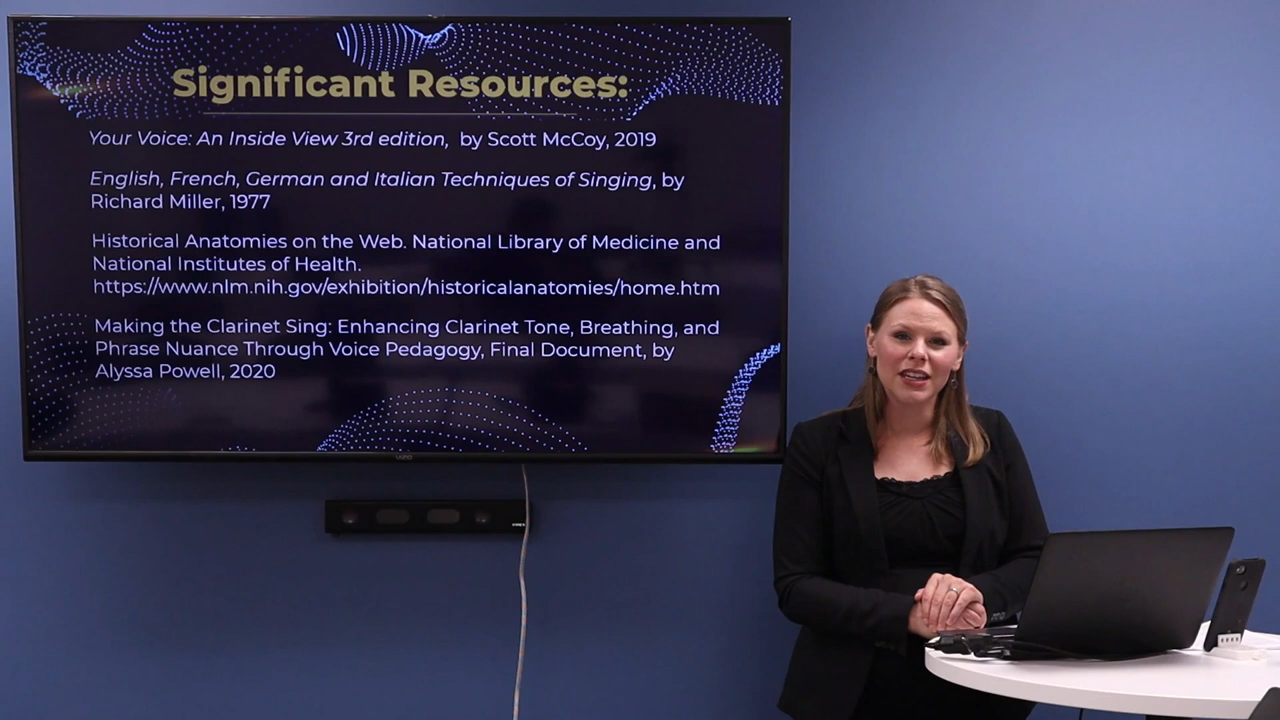 Significant Resources:
Your Voice: An Inside View 3rd edition, by Scott McCoy, 2019
English, French, German and Italian Techniques of Singing, by
Richard Miller, 1977
Historical Anatomies on the Web. National Library of Medicine and
National Institutes of Health.
https://www.nlm.nih.gov/exhibition/historicalanatomies/home.htm
Making the Clarinet Sing: Enhancing Clarinet Tone, Breathing, and
Phrase Nuance Through Voice Pedagogy, Final Document, by
Alyssa Powell, 2020
VIZIO